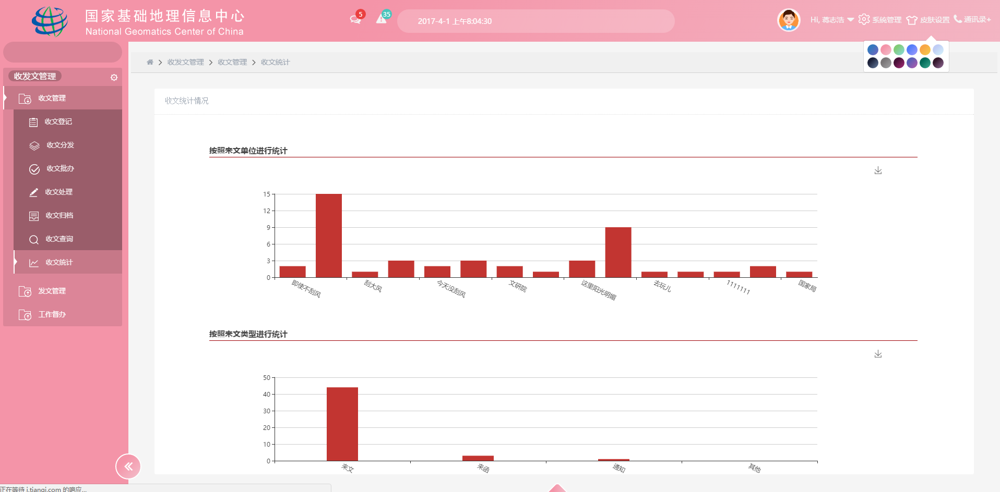 国家基础地理信息中心
National Geomatics Center of China
5
35
2017-4-1 上午8:04:30
Hi, 蒋志浩
系统管理
皮肤设置
通讯录+
收发文管理
收文管理
收文登记
收文分发
收文批办
收文处理
收文归档
收文查询
收文统计
发文管理
工作督办
收发文管理
收文管理
收文统计
收文统计情况
按照来文单位进行统计
15
12
9
6
3
0
即使不刮风
刮大风
今天没刮风
文研院
这里阳光明媚
去玩儿
1111111
国家局
按照来文类型进行统计
50
40
30
20
10
0
来文
来函
通知
其他
正在等待 i.tianqi.com 的响应...